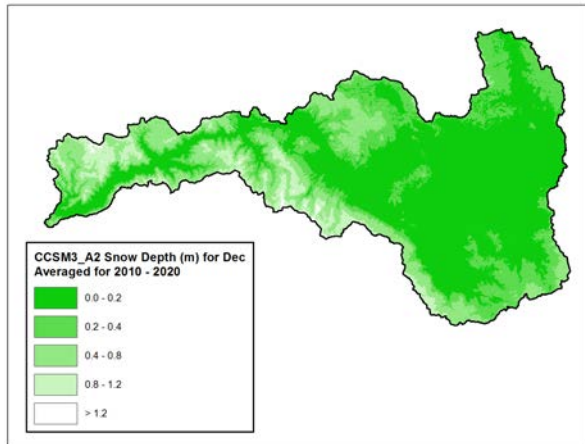 CCSM3_A2 Snow Depth (m) for Dec
Averaged for 2010 - 2020
0.0 - 0.2
0.2 - 0.4
0.4 - 0.8
0.8 - 1.2
> 1.2